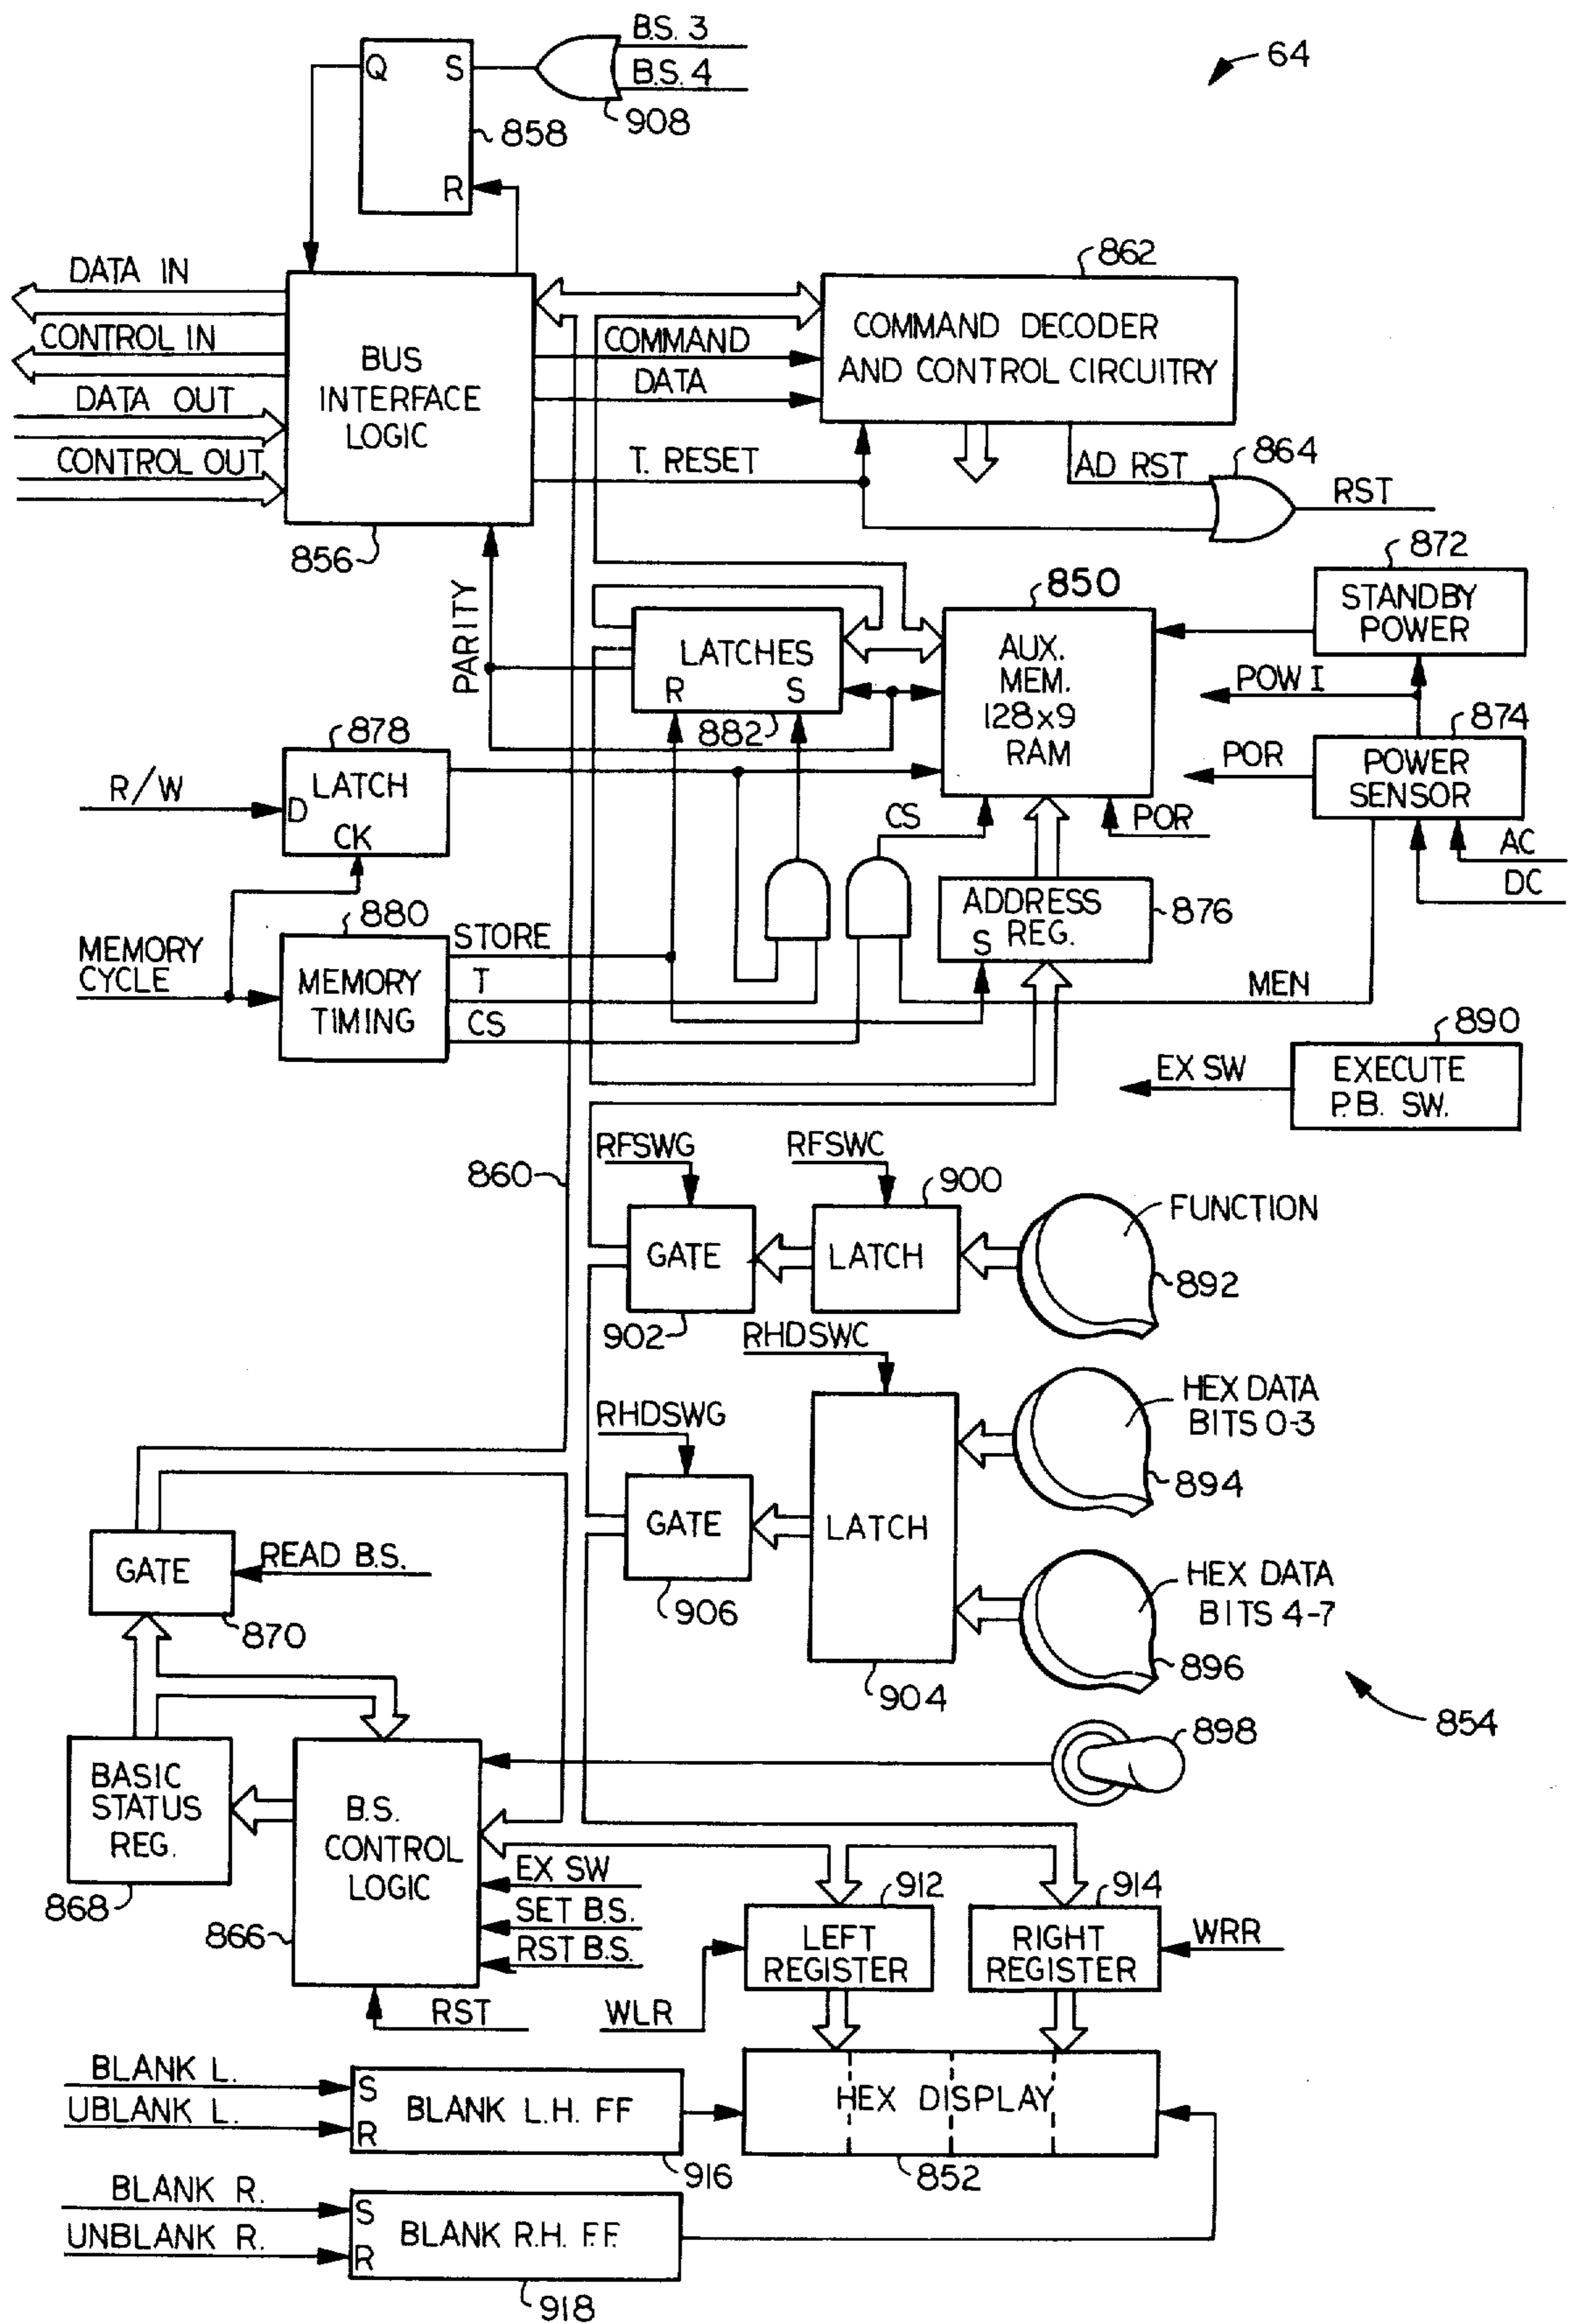 B.S. 3
64
Q
S
B.S. 4
908
858
R
862
DATA IN
CONTROL IN
DATA OUT
CONTROL OUT
BUS
INTERFACE
LOGIC
COMMAND
DATA
COMMAND DECODER
AND CONTROL CIRCUITRY
T. RESET
AD RST
864
RST
856
872
850
STANDBY
POWER
PARITY
LATCHES
R
S
882
AUX.
MEM.
128x9
RAM
POW I
874
878
POR
POWER
SENSOR
R/W
LATCH
D
CK
CS
POR
AC
DC
880
ADDRESS
REG.
S
876
MEMORY
CYCLE
STORE
MEMORY
TIMING
T
CS
MEN
890
EX SW
EXECUTE
P.B. SW.
RFSWG
RFSWC
860
900
FUNCTION
GATE
LATCH
892
902
RHDSWC
HEX DATA
BITS 0-3
RHDSWG
894
GATE
LATCH
GATE
READ B.S.
906
HEX DATA
BITS 4-7
870
896
904
854
898
BASIC
STATUS
REG.
B.S.
CONTROL
LOGIC
868
EX SW
912
914
866
SET B.S.
LEFT
REGISTER
RIGHT
REGISTER
WRR
RST B.S.
RST
WLR
BLANK L.
S
UBLANK L.
R
BLANK L.H. FF
HEX DISPLAY
916
852
BLANK R.
S
UNBLANK R.
R
BLANK R.H. F.F.
918